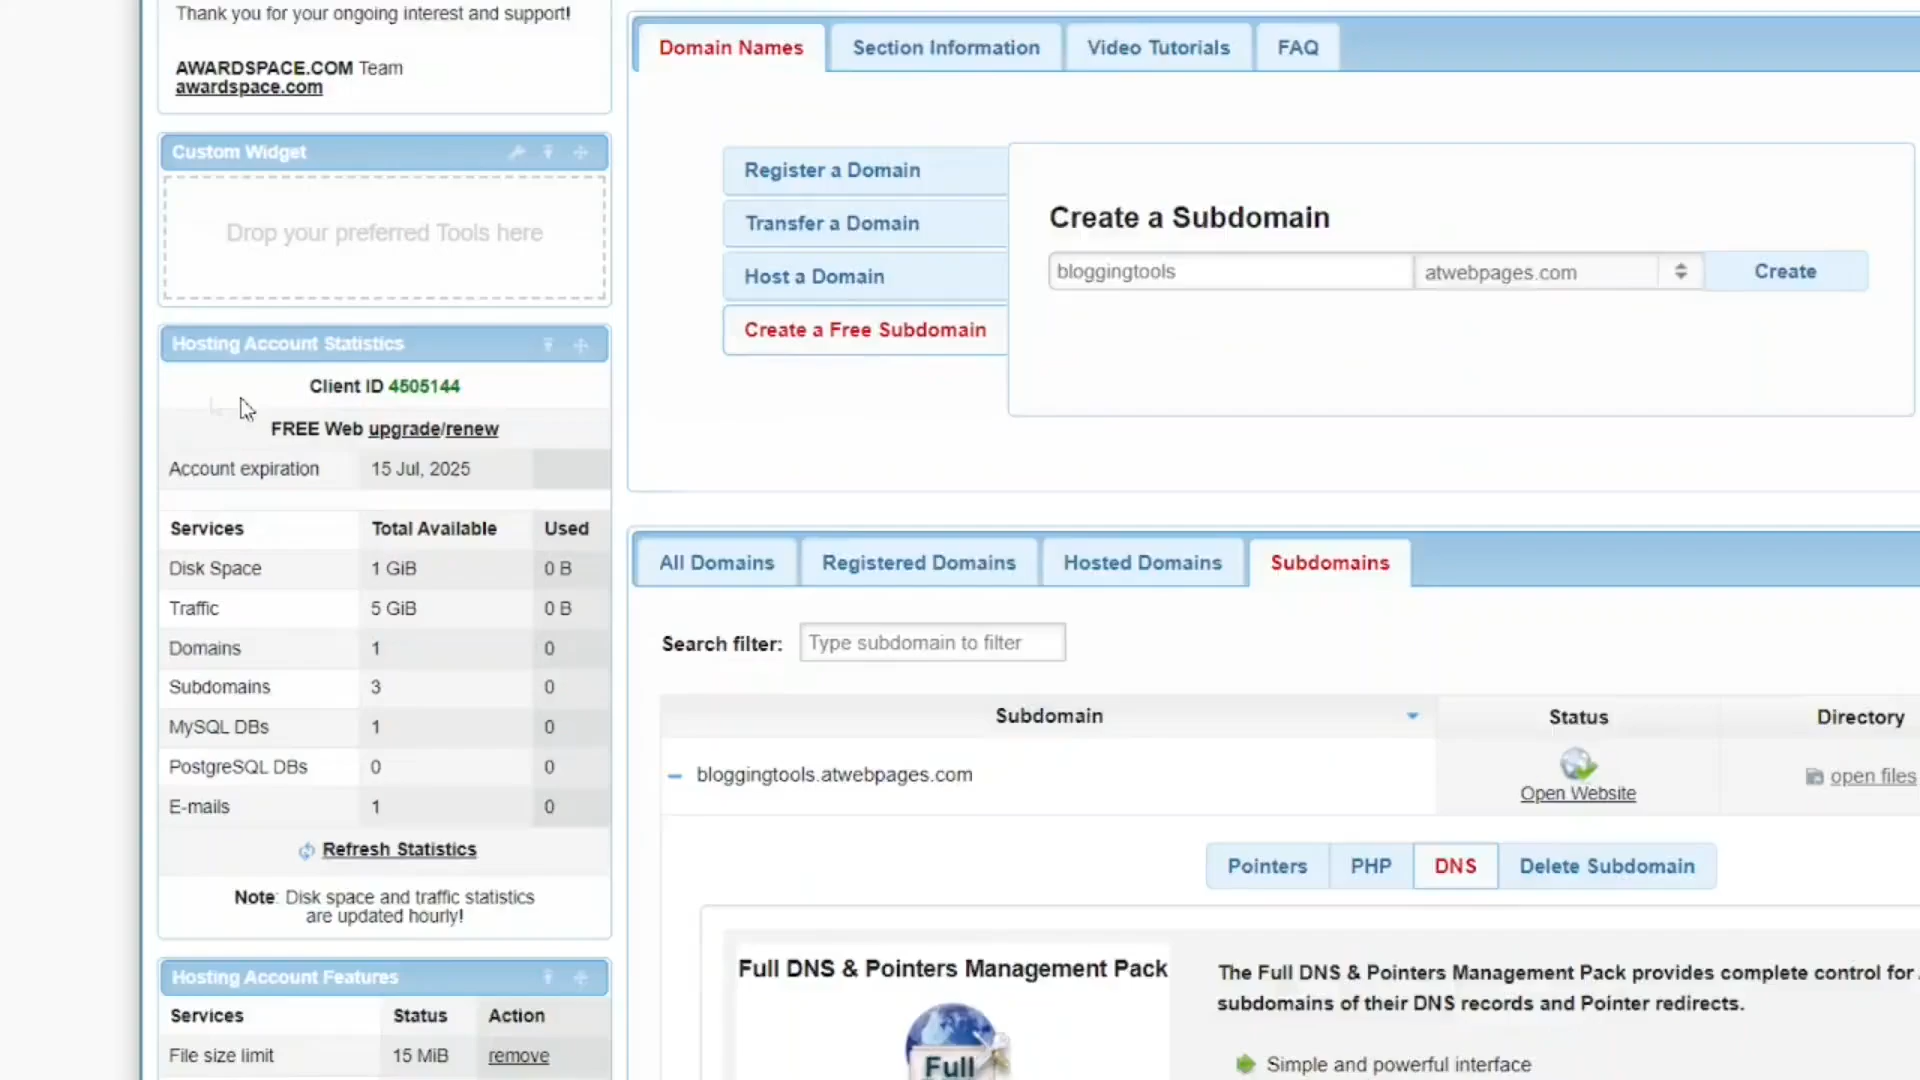 Thank you for your ongoing interest and support!
AWARDSPACE.COM Team
awardspace.com
Custom Widget
Drop your preferred Tools here
Hosting Account Statistics
Client ID 4505144
FREE Web upgrade/renew
Account expiration 15 Jul, 2025
Services Total Available Used
Disk Space 1 GiB 0 B
Traffic 5 GiB 0 B
Domains 1 0
Subdomains 3 0
MySQL DBs 1 0
PostgreSQL DBs 0 0
E-mails 1 0
Refresh Statistics
Note: Disk space and traffic statistics
are updated hourly!
Hosting Account Features
Services Status Action
File size limit 15 MiB remove
Domain Names Section Information Video Tutorials FAQ
Register a Domain
Transfer a Domain
Host a Domain
Create a Free Subdomain
Create a Subdomain
bloggingtools atwebpages.com Create
All Domains Registered Domains Hosted Domains Subdomains
Search filter: Type subdomain to filter
Subdomain Status Directory
bloggingtools.atwebpages.com Open Website open files
Pointers PHP DNS Delete Subdomain
Full DNS & Pointers Management Pack
Full
The Full DNS & Pointers Management Pack provides complete control for
subdomains of their DNS records and Pointer redirects.
Simple and powerful interface